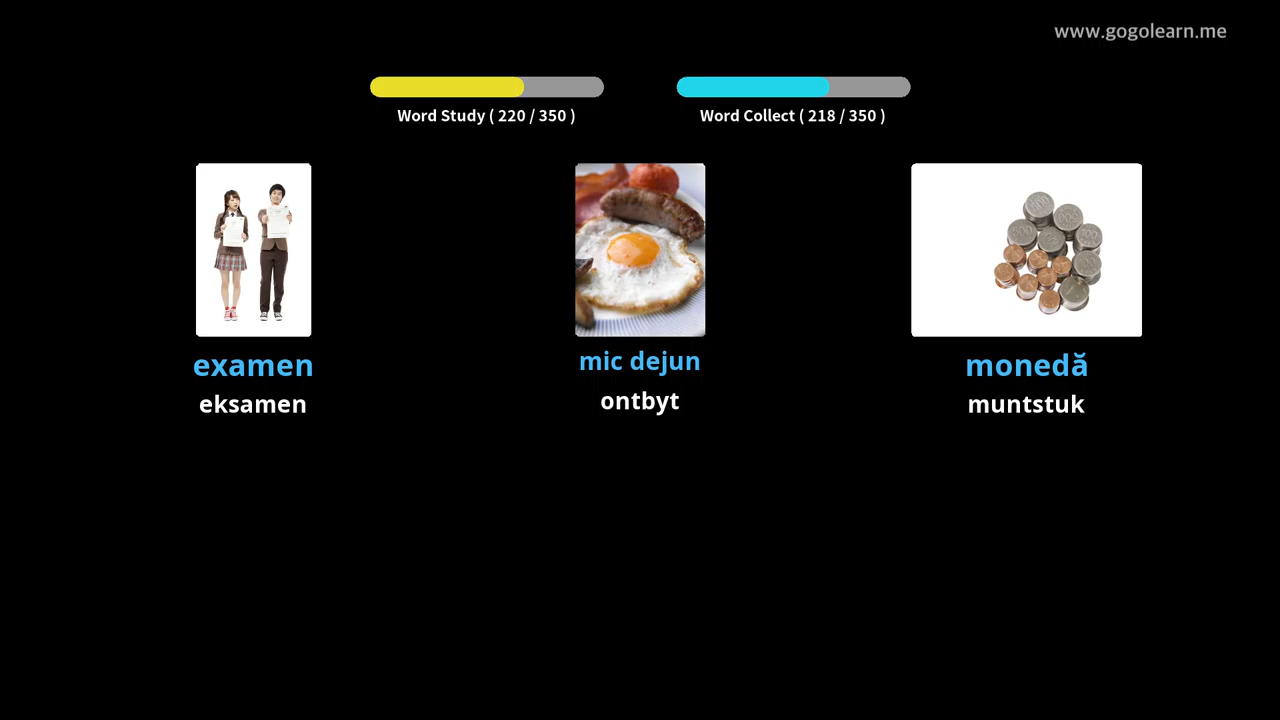 www.gogolearn.me
Word Study ( 220 / 350 )
Word Collect ( 218 / 350 )
examen
mic dejun
monedă
eksamen
ontbyt
muntstuk